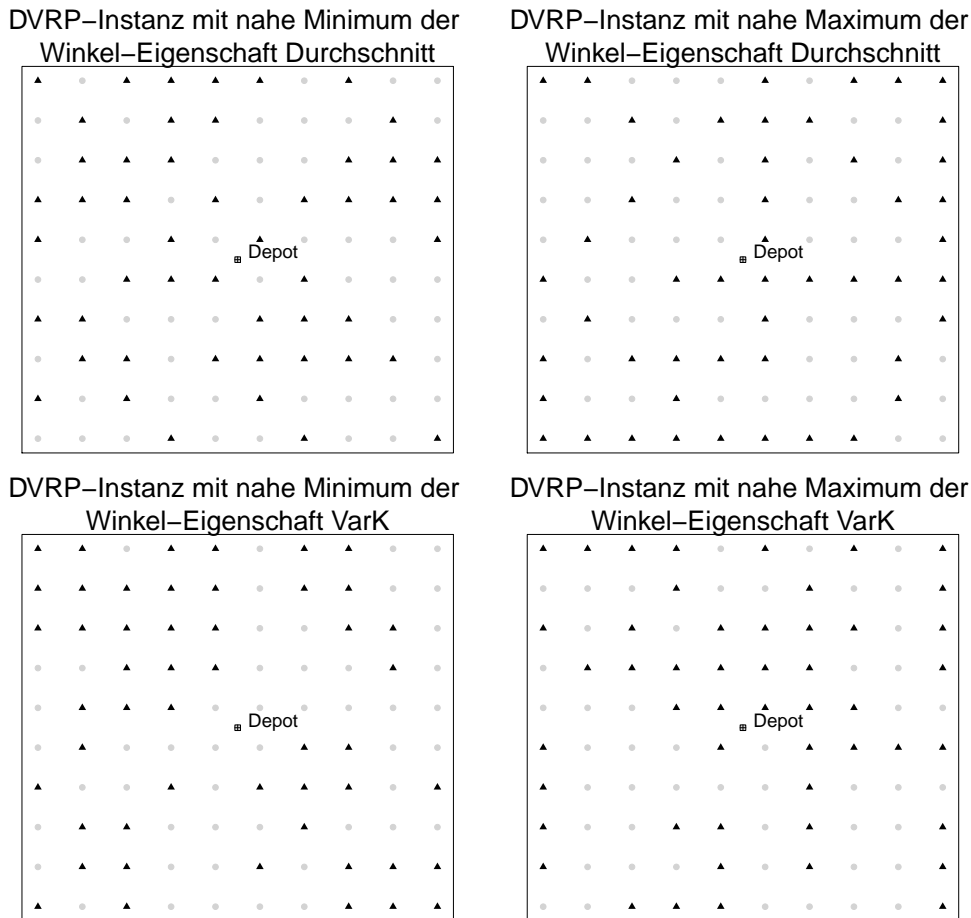 DVRP−Instanz mit nahe Minimum der
Winkel−Eigenschaft Durchschnitt
Depot
DVRP−Instanz mit nahe Maximum der
Winkel−Eigenschaft Durchschnitt
Depot
DVRP−Instanz mit nahe Minimum der
Winkel−Eigenschaft VarK
Depot
DVRP−Instanz mit nahe Maximum der
Winkel−Eigenschaft VarK
Depot